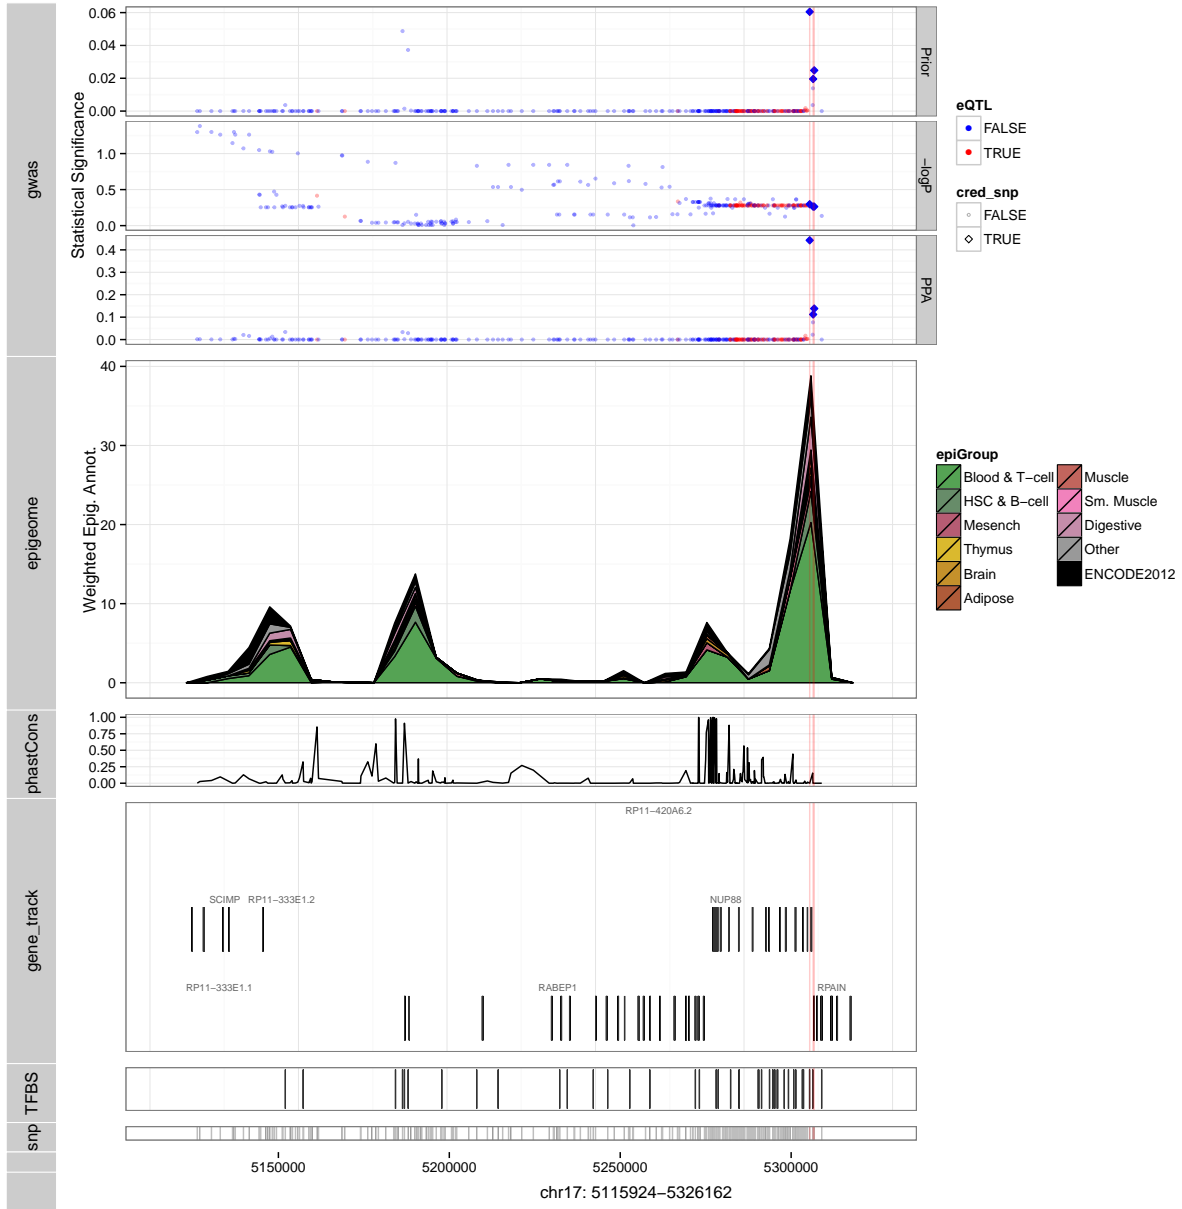 gwas
Statistical Significance
0.06
0.04
0.02
0.00
Prior
1.0
0.5
0.0
−logP
0.4
0.3
0.2
0.1
0.0
PPA
eQTL
FALSE
TRUE
cred_snp
FALSE
TRUE
epigeome
Weighted Epig. Annot.
40
30
20
10
0
epiGroup
Blood & T−cell Muscle
HSC & B−cell Sm. Muscle
Mesench Digestive
Thymus Other
Brain ENCODE2012
Adipose
phastCons
1.00
0.75
0.50
0.25
0.00
gene_track
RP11−420A6.2
SCIMP RP11−333E1.2 NUP88
RP11−333E1.1 RABEP1 RPAIN
TFBS
snp
5150000 5200000 5250000 5300000
chr17: 5115924−5326162